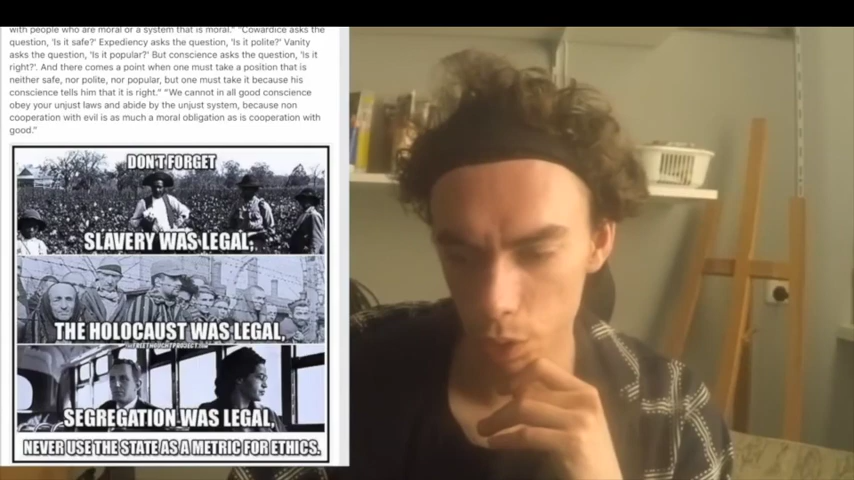 with people who are moral or a system that is moral." "Cowardice asks the
question, 'Is it safe?' Expediency asks the question, 'Is it polite?' Vanity
asks the question, 'Is it popular?' But conscience asks the question, 'Is it
right?'. And there comes a point when one must take a position that is
neither safe, nor polite, nor popular, but one must take it because his
conscience tells him that it is right." "We cannot in all good conscience
obey your unjust laws and abide by the unjust system, because non
cooperation with evil is as much a moral obligation as is cooperation with
good."
DON'T FORGET
SLAVERY WAS LEGAL,
THE HOLOCAUST WAS LEGAL,
SEGREGATION WAS LEGAL,
NEVER USE THE STATE AS A METRIC FOR ETHICS.